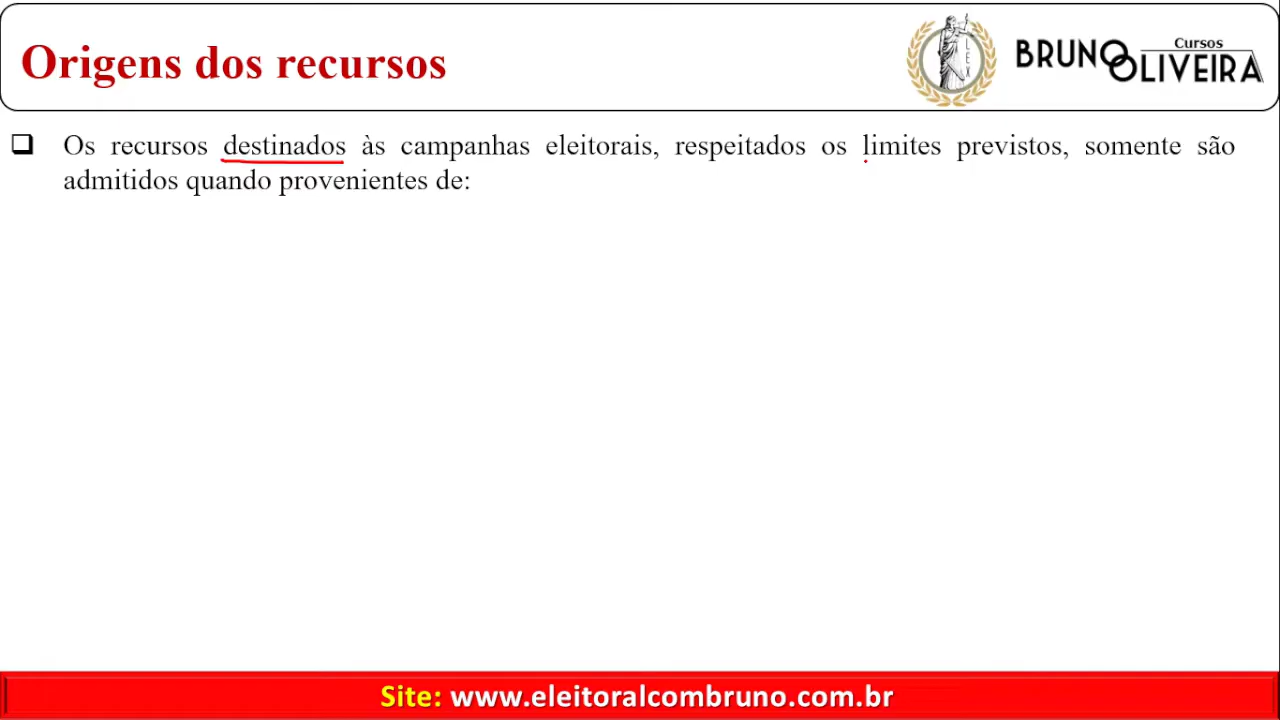 Origens dos recursos
LEX
Cursos
BRUNO
OLIVEIRA
Os recursos destinados às campanhas eleitorais, respeitados os limites previstos, somente são
admitidos quando provenientes de:
Site: www.eleitoralcombruno.com.br